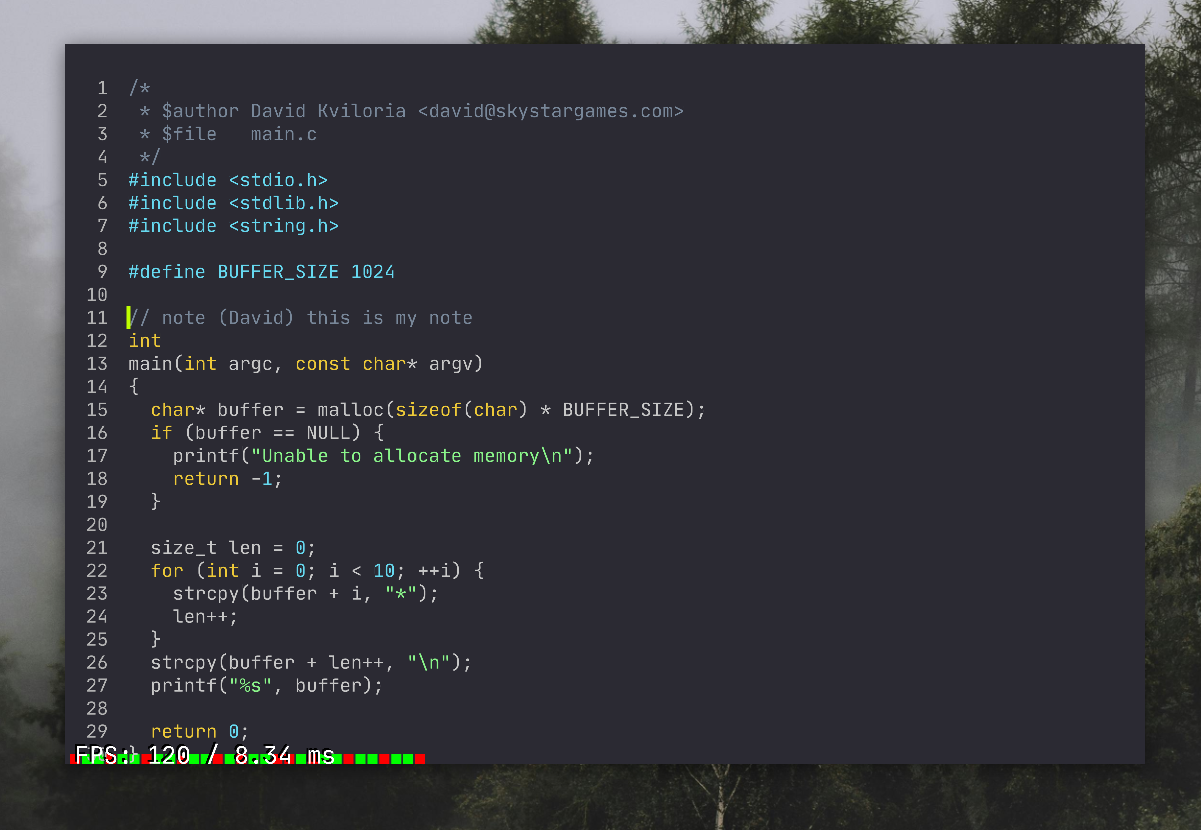 1 /*
2  * $author David Kviloria <david@skystargames.com>
3  * $file   main.c
4  */
5 #include <stdio.h>
6 #include <stdlib.h>
7 #include <string.h>
8
9 #define BUFFER_SIZE 1024
10
11 // note (David) this is my note
12 int
13 main(int argc, const char* argv)
14 {
15   char* buffer = malloc(sizeof(char) * BUFFER_SIZE);
16   if (buffer == NULL) {
17     printf("Unable to allocate memory\n");
18     return -1;
19   }
20
21   size_t len = 0;
22   for (int i = 0; i < 10; ++i) {
23     strcpy(buffer + i, "*");
24     len++;
25   }
26   strcpy(buffer + len++, "\n");
27   printf("%s", buffer);
28
29   return 0;
}
FPS: 120 / 8.34 ms